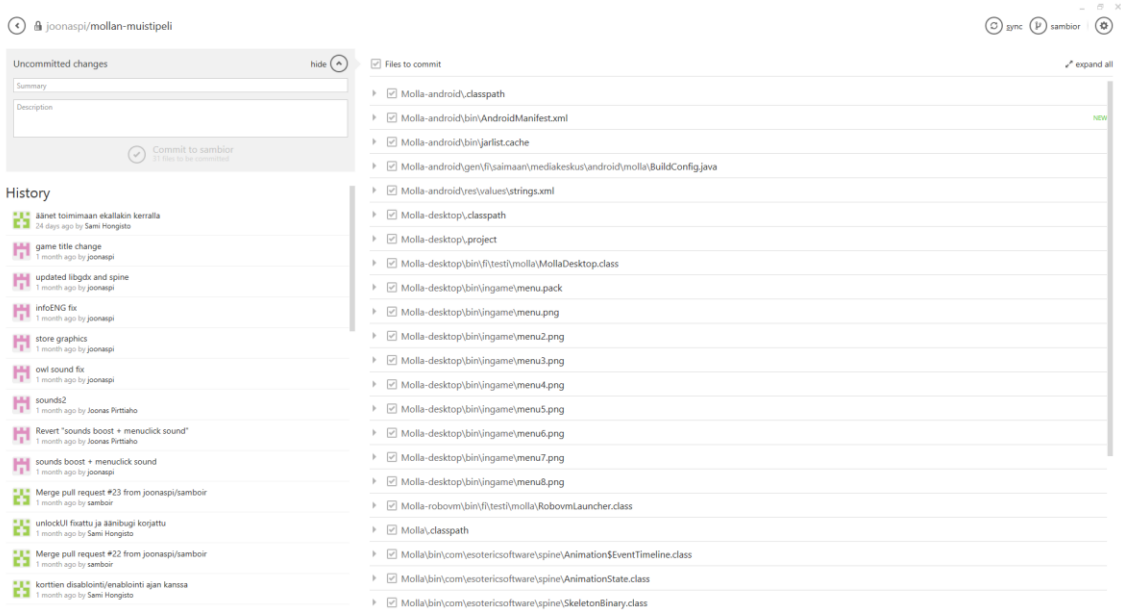 joonaspi/mollan-muistipeli
sync
sambior
Uncommitted changes
hide
Summary
Description
Commit to sambior
31 files to be committed
History
äänet toimimaan ekallakin kerralla
24 days ago by Sami Hongisto
game title change
1 month ago by joonaspi
updated libgdx and spine
1 month ago by joonaspi
infoENG fix
1 month ago by joonaspi
store graphics
1 month ago by joonaspi
owl sound fix
1 month ago by joonaspi
sounds2
1 month ago by Joonas Pirttiaho
Revert "sounds boost + menuclick sound"
1 month ago by Joonas Pirttiaho
sounds boost + menuclick sound
1 month ago by joonaspi
Merge pull request #23 from joonaspi/samboir
1 month ago by samboir
unlockUI fixattu ja äänibugi korjattu
1 month ago by Sami Hongisto
Merge pull request #22 from joonaspi/samboir
1 month ago by samboir
korttien disablointi/enablointi ajan kanssa
1 month ago by Sami Hongisto
Files to commit
expand all
Molla-android\.classpath
Molla-android\bin\AndroidManifest.xml
NEW
Molla-android\bin\jarlist.cache
Molla-android\gen\fi\saimaan\mediakeskus\android\molla\BuildConfig.java
Molla-android\res\values\strings.xml
Molla-desktop\.classpath
Molla-desktop\.project
Molla-desktop\bin\fi\testi\molla\MollaDesktop.class
Molla-desktop\bin\ingame\menu.pack
Molla-desktop\bin\ingame\menu.png
Molla-desktop\bin\ingame\menu2.png
Molla-desktop\bin\ingame\menu3.png
Molla-desktop\bin\ingame\menu4.png
Molla-desktop\bin\ingame\menu5.png
Molla-desktop\bin\ingame\menu6.png
Molla-desktop\bin\ingame\menu7.png
Molla-desktop\bin\ingame\menu8.png
Molla-robovm\bin\fi\testi\molla\RobovmLauncher.class
Molla\.classpath
Molla\bin\com\esotericsoftware\spine\Animation$EventTimeline.class
Molla\bin\com\esotericsoftware\spine\AnimationState.class
Molla\bin\com\esotericsoftware\spine\SkeletonBinary.class